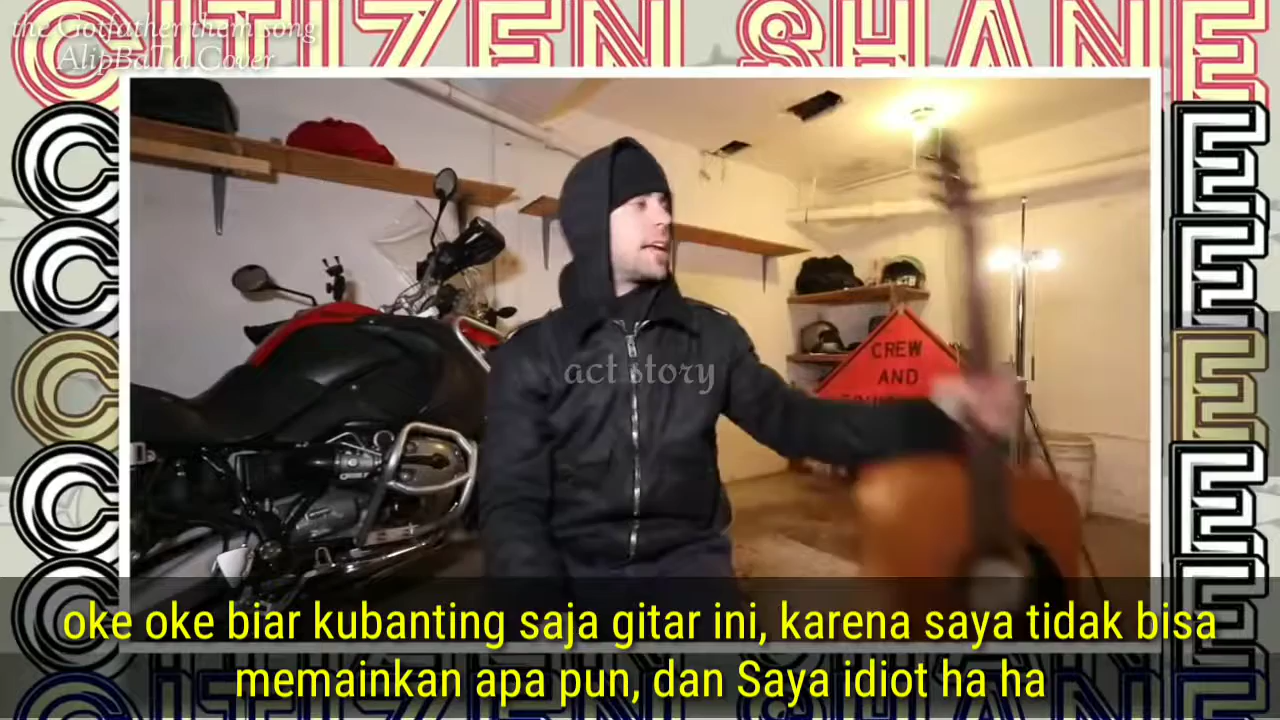 CITIZEN SHANE
the Gotfather them song
AlipBaTa Cover
CREW
AND
act story
oke oke biar kubanting saja gitar ini, karena saya tidak bisa
memainkan apa pun, dan Saya idiot ha ha